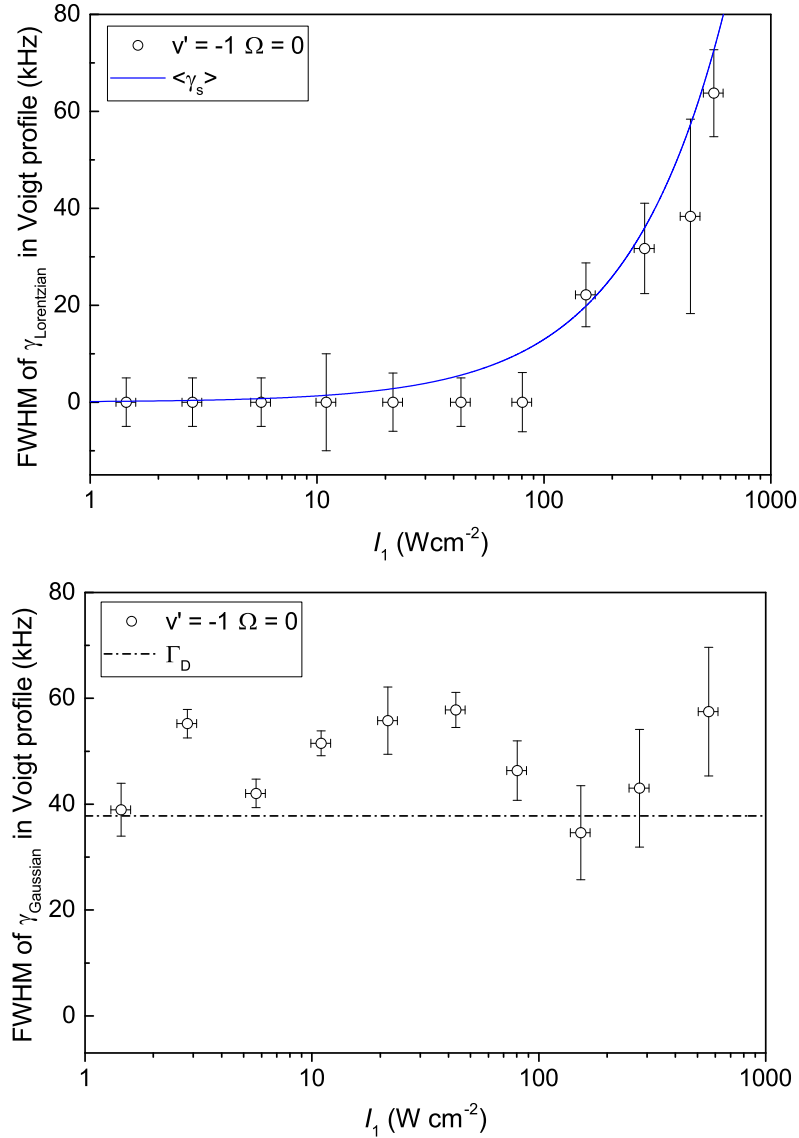 80
60
40
20
0
FWHM of γLorentzian in Voigt profile (kHz)
v' = -1 Ω = 0
<γs>
1
10
100
1000
I1 (Wcm-2)
80
60
40
20
0
FWHM of γGaussian in Voigt profile (kHz)
v' = -1 Ω = 0
ΓD
1
10
100
1000
I1 (W cm-2)